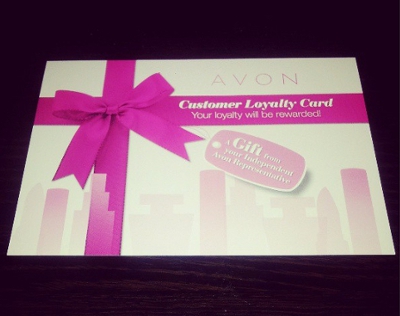 AVON
Customer Loyalty Card
Your loyalty will be rewarded!
A Gift from
your Independent
Avon Representative